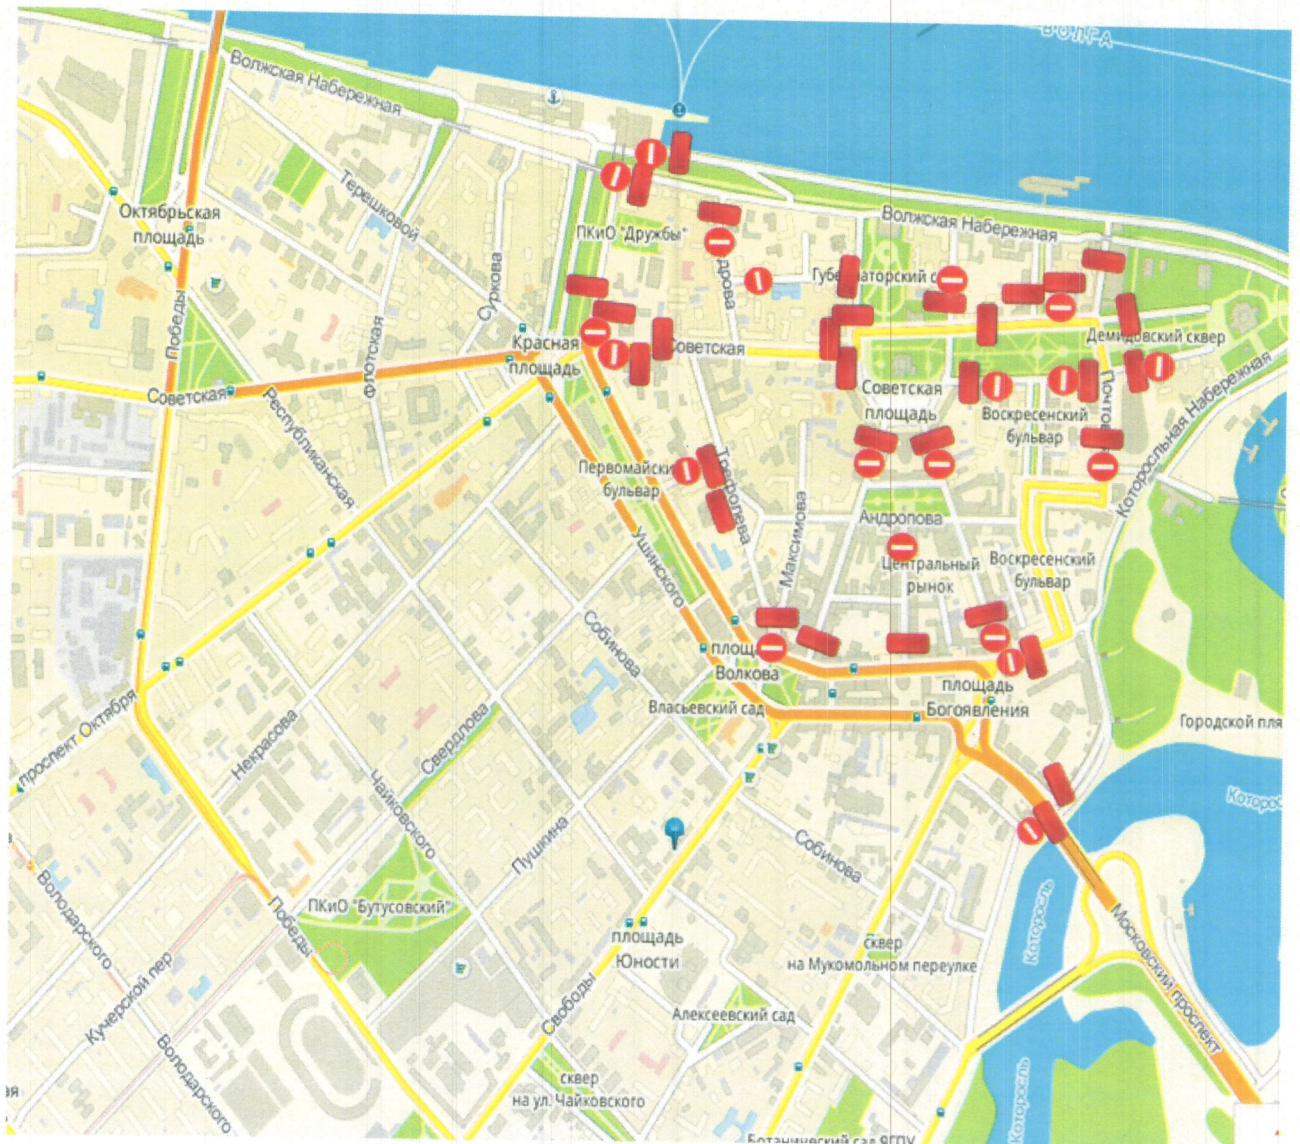 ВОЛГА
Волжская Набережная
Терешковой
Октябрьская
площадь
ПКиО "Дружбы"
Волжская Набережная
Суркова
дрова
Победы
Флотская
Красная
площадь
Советская
Демидовский сквер
Советская
Республиканская
Советская
площадь
Воскресенский
бульвар
Которосльная Набережная
Первомайский
бульвар
Трефолева
Максимова
Андропова
Ушинского
Центральный
рынок
Воскресенский
бульвар
Собинова
площадь
Волкова
площадь
Богоявления
Власьевский сад
Городской пля
проспект Октября
Некрасова
Свердлова
Чайковского
Пушкина
Собинова
Которос
Володарского
Победы
ПКиО "Бутусовский"
площадь
Юности
сквер
на Мукомольном переулке
Которосль
Московский проспект
Кучерской пер
Свободы
Алексеевский сад
Володарского
сквер
на ул. Чайковского
Которосль
ая
Ботанический сад ЯГПУ